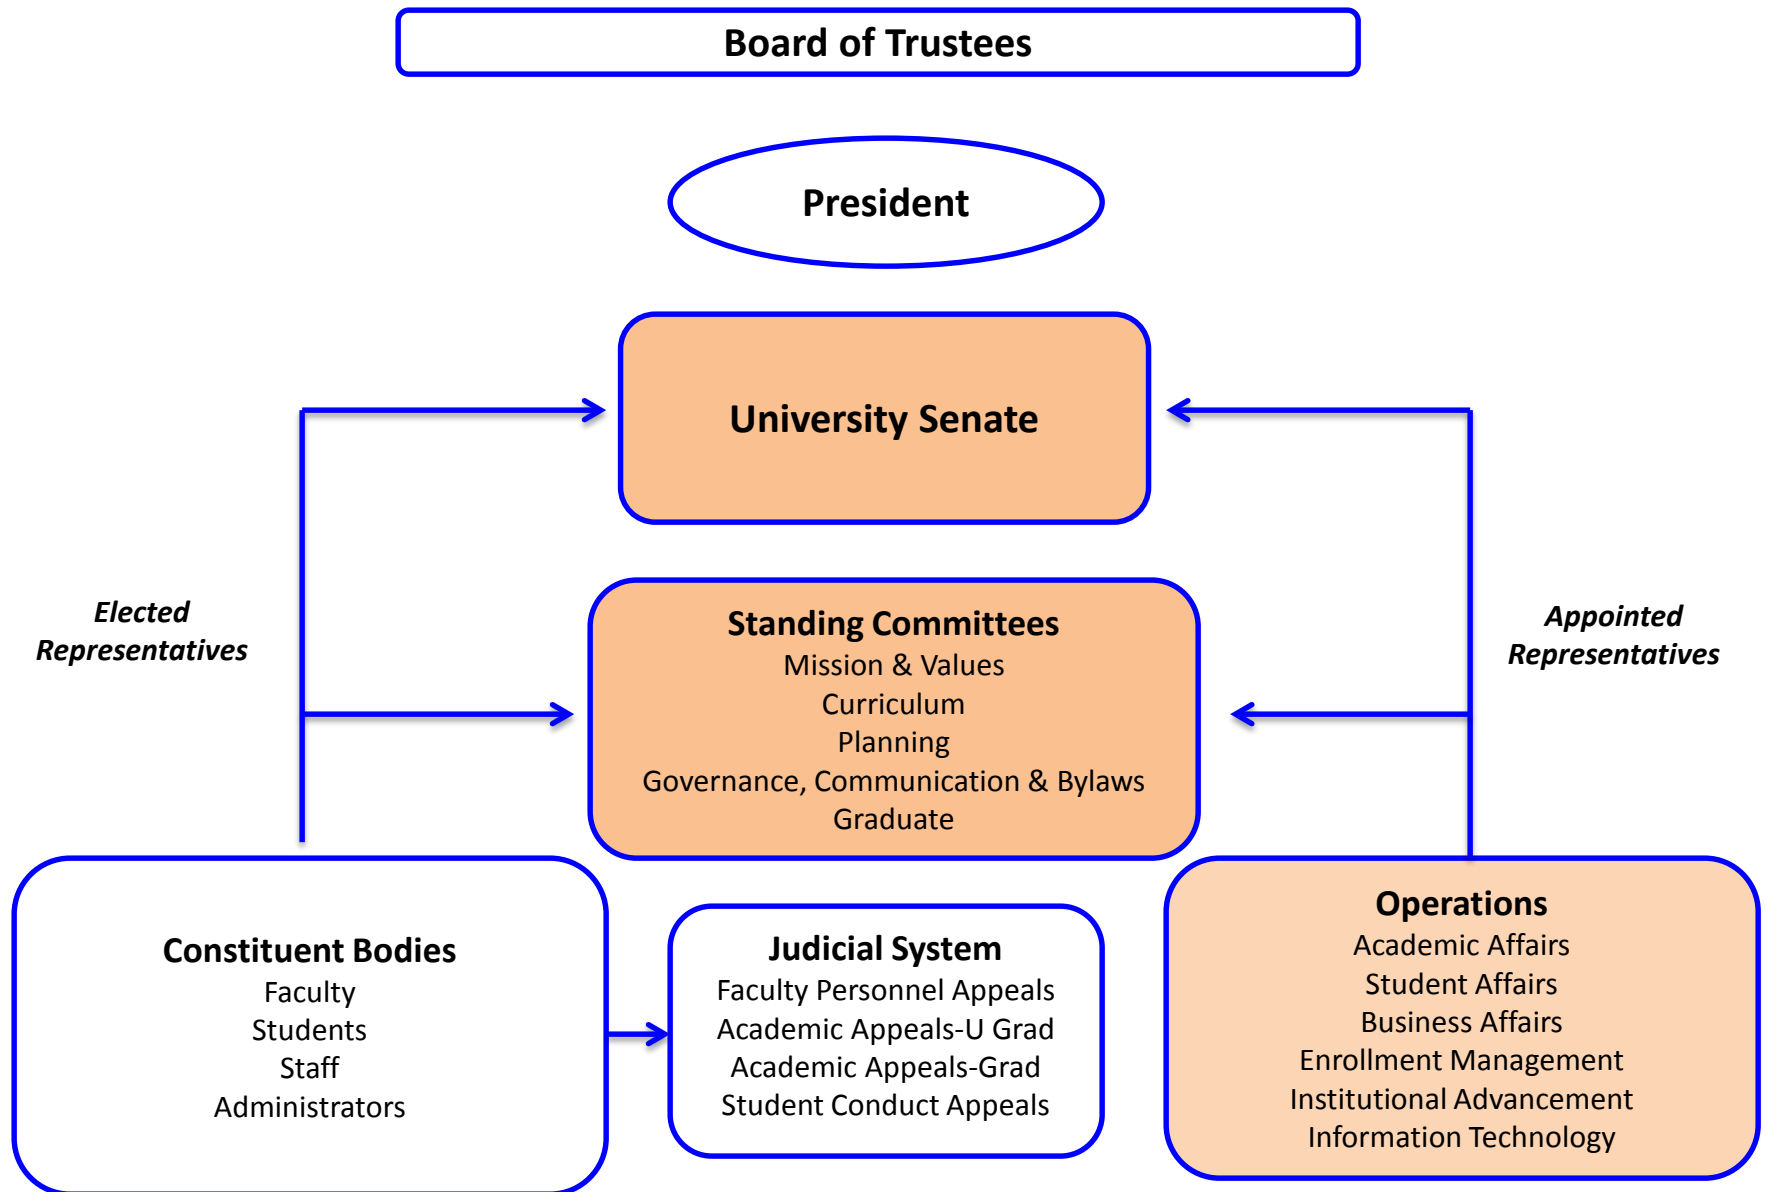 Board of Trustees
President
University Senate
Elected
Representatives
Standing Committees
Mission & Values
Curriculum
Planning
Governance, Communication & Bylaws
Graduate
Appointed
Representatives
Constituent Bodies
Faculty
Students
Staff
Administrators
Judicial System
Faculty Personnel Appeals
Academic Appeals-U Grad
Academic Appeals-Grad
Student Conduct Appeals
Operations
Academic Affairs
Student Affairs
Business Affairs
Enrollment Management
Institutional Advancement
Information Technology